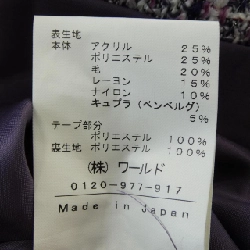 表生地
本体 アクリル 25%
ポリエステル 25%
毛 20%
レーヨン 15%
ナイロン 10%
キュプラ(ベンベルグ)
5%
テープ部分
ポリエステル 100%
裏生地 ポリエステル 100%
(株) ワールド
0120-977-917
Made in Japan